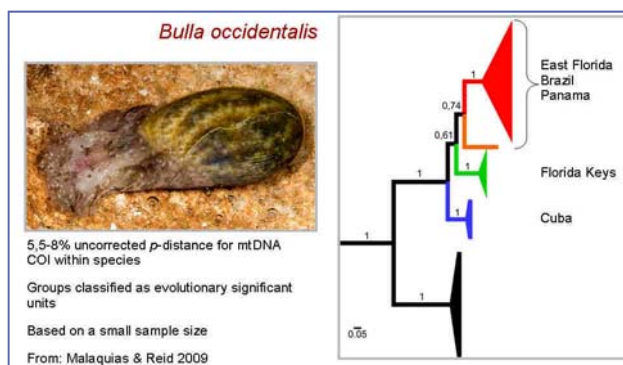 Bulla occidentalis
5,5-8% uncorrected p-distance for mtDNA
COI within species
Groups classified as evolutionary significant
units
Based on a small sample size
From: Malaquias & Reid 2009
1
0,74
0,61
1
1
1
1
1
0.05
East Florida
Brazil
Panama
Florida Keys
Cuba